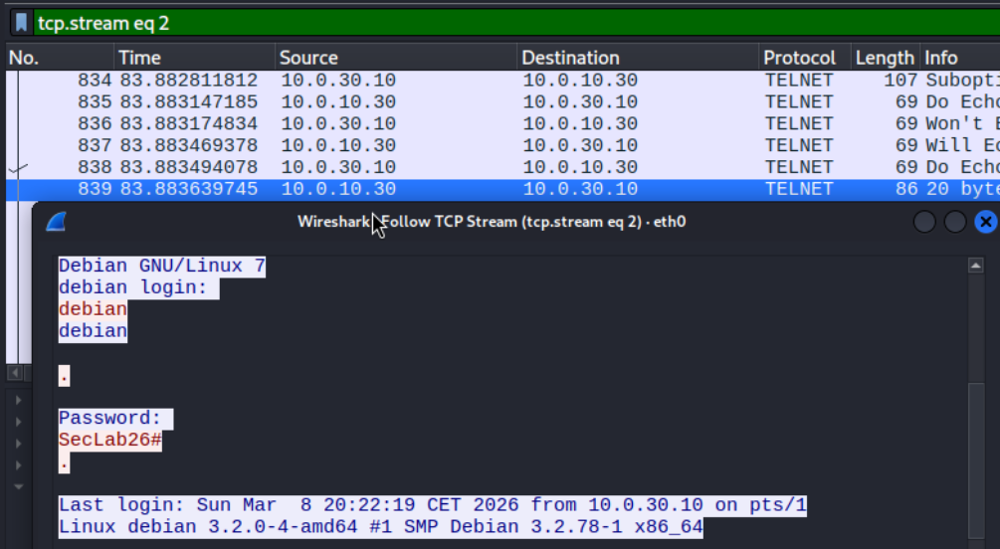 tcp.stream eq 2
No. Time Source Destination Protocol Length Info
834 83.882811812 10.0.30.10 10.0.10.30 TELNET 107 Subopti
835 83.883147185 10.0.10.30 10.0.30.10 TELNET 69 Do Echo
836 83.883174834 10.0.30.10 10.0.10.30 TELNET 69 Won't E
837 83.883469378 10.0.10.30 10.0.30.10 TELNET 69 Will Ec
838 83.883494078 10.0.30.10 10.0.10.30 TELNET 69 Do Echo
839 83.883639745 10.0.10.30 10.0.30.10 TELNET 86 20 byte
Wireshark · Follow TCP Stream (tcp.stream eq 2) · eth0
Debian GNU/Linux 7
debian login:
debian
debian
.
Password:
SecLab26#
.
Last login: Sun Mar  8 20:22:19 CET 2026 from 10.0.30.10 on pts/1
Linux debian 3.2.0-4-amd64 #1 SMP Debian 3.2.78-1 x86_64